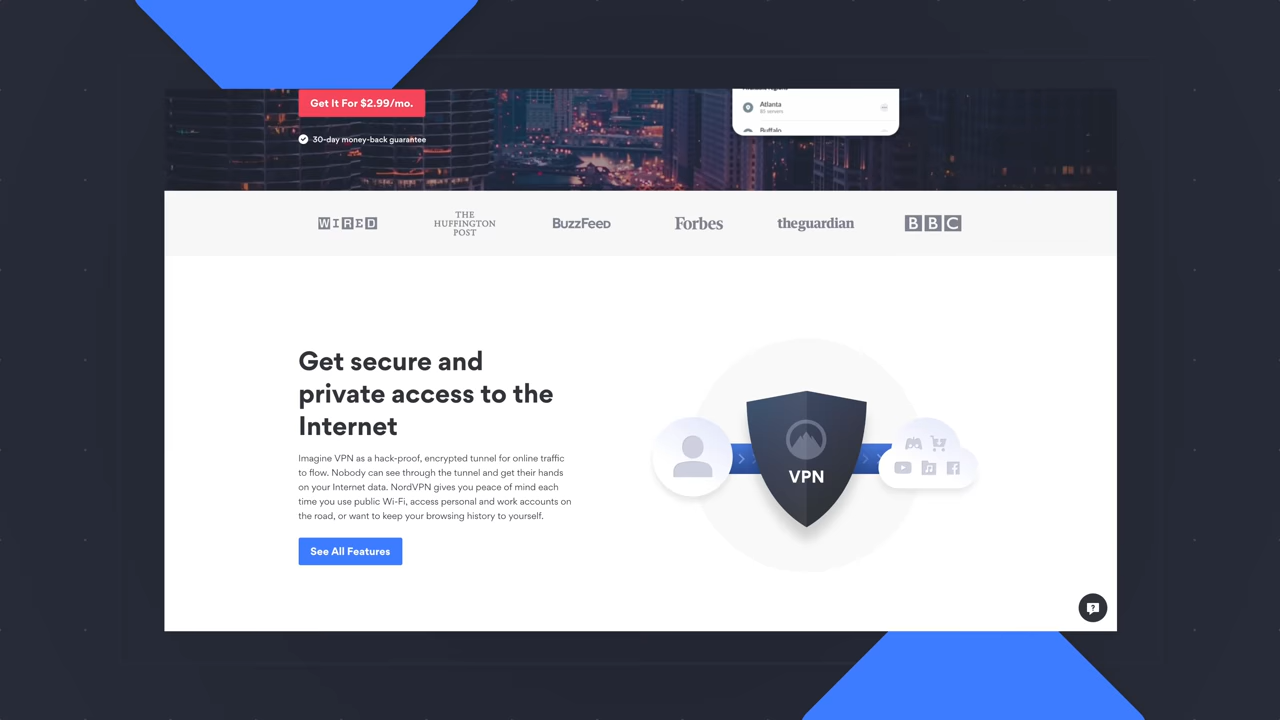 Get It For $2.99/mo.
30-day money-back guarantee
Atlanta
Buffalo
WIRED
THE
HUFFINGTON
POST
BuzzFeed
Forbes
theguardian
BBC
Get secure and
private access to the
Internet
Imagine VPN as a hack-proof, encrypted tunnel for online traffic
to flow. Nobody can see through the tunnel and get their hands
on your Internet data. NordVPN gives you peace of mind each
time you use public Wi-Fi, access personal and work accounts on
the road, or want to keep your browsing history to yourself.
See All Features
VPN